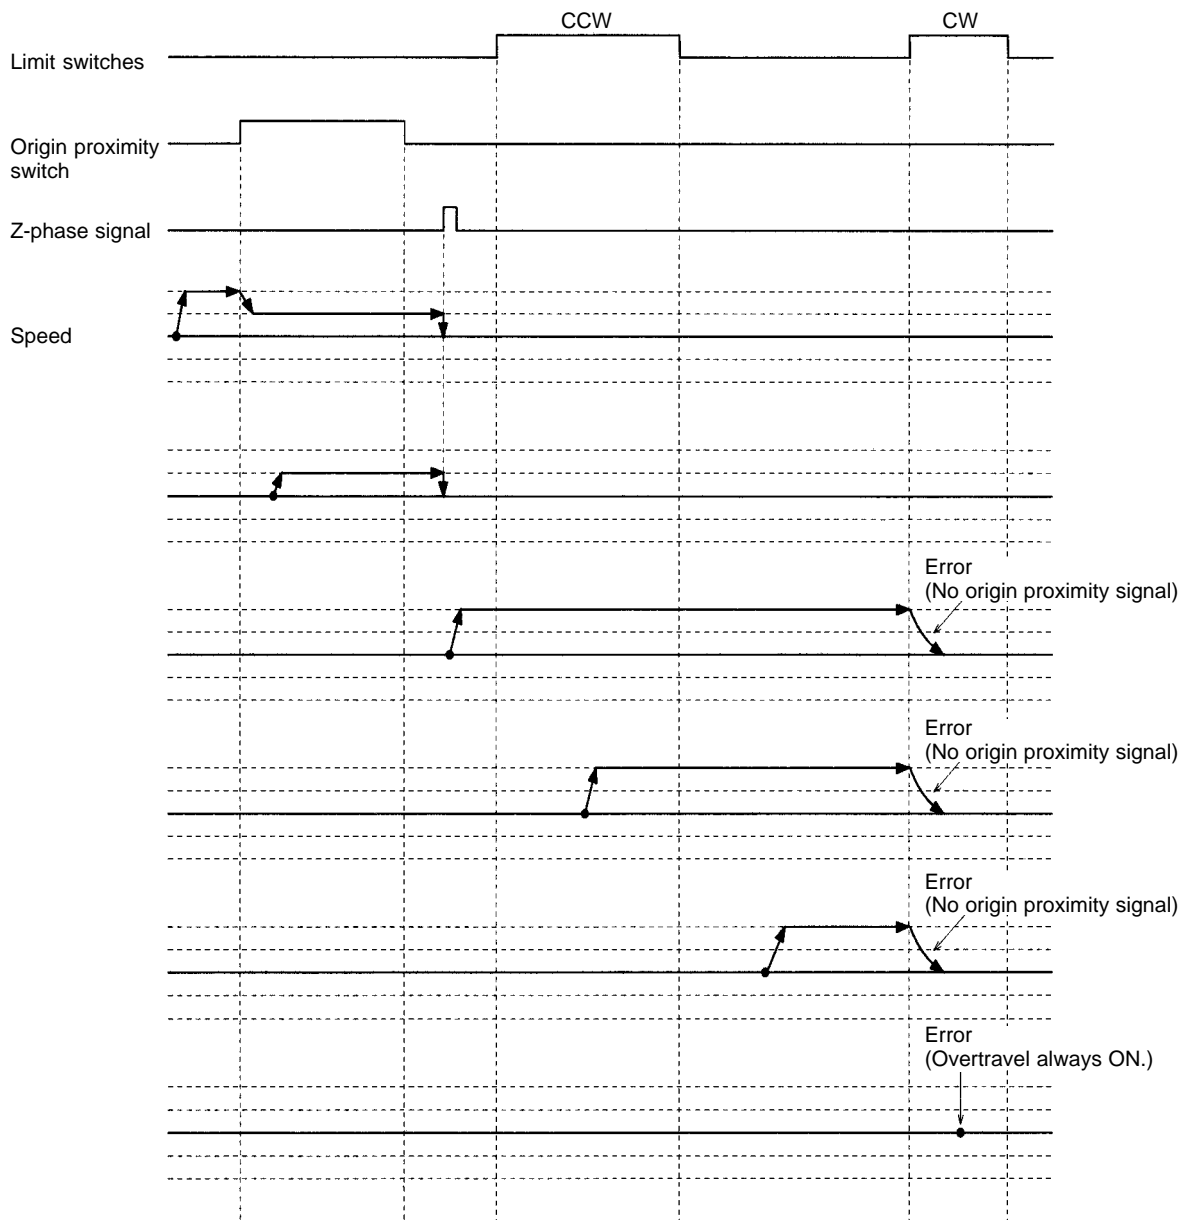 CCW
CW
Limit switches
Origin proximity
switch
Z-phase signal
Speed
Error
(No origin proximity signal)
Error
(No origin proximity signal)
Error
(No origin proximity signal)
Error
(Overtravel always ON.)